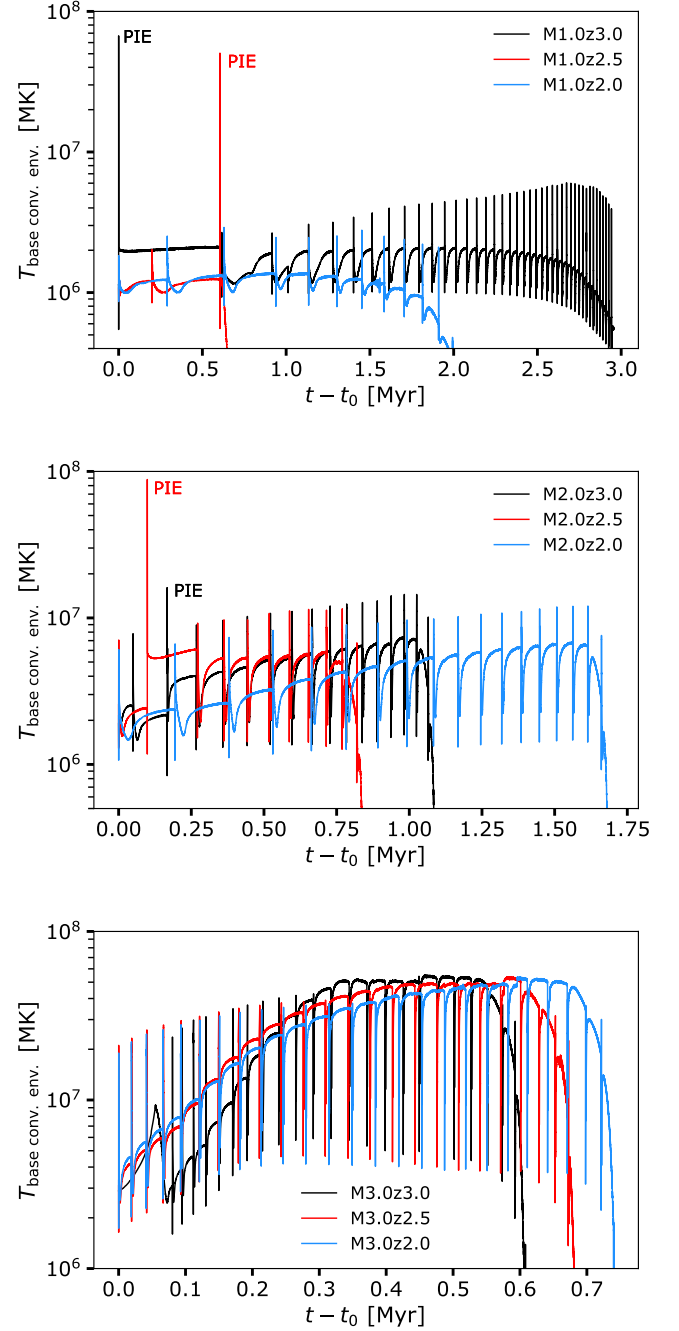 10^8
PIE
PIE
M1.0z3.0
M1.0z2.5
M1.0z2.0
T_base conv. env. [MK]
10^7
10^6
0.0 0.5 1.0 1.5 2.0 2.5 3.0
t − t_0 [Myr]
10^8
PIE
PIE
M2.0z3.0
M2.0z2.5
M2.0z2.0
T_base conv. env. [MK]
10^7
10^6
0.00 0.25 0.50 0.75 1.00 1.25 1.50 1.75
t − t_0 [Myr]
10^8
T_base conv. env. [MK]
10^7
M3.0z3.0
M3.0z2.5
M3.0z2.0
10^6
0.0 0.1 0.2 0.3 0.4 0.5 0.6 0.7
t − t_0 [Myr]